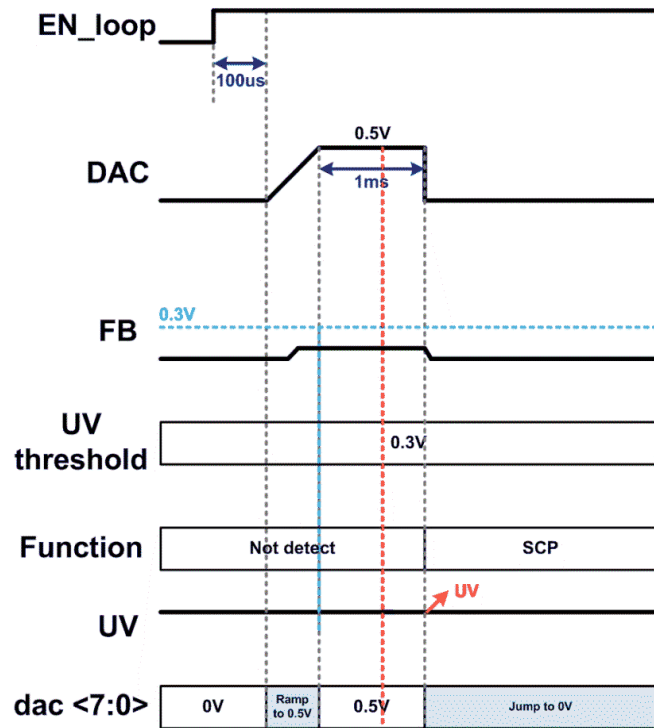 EN_loop
100us
0.5V
DAC
1ms
0.3V
FB
UV
threshold
0.3V
Function
Not detect
SCP
UV
UV
dac <7:0>
0V
Ramp
to 0.5V
0.5V
Jump to 0V